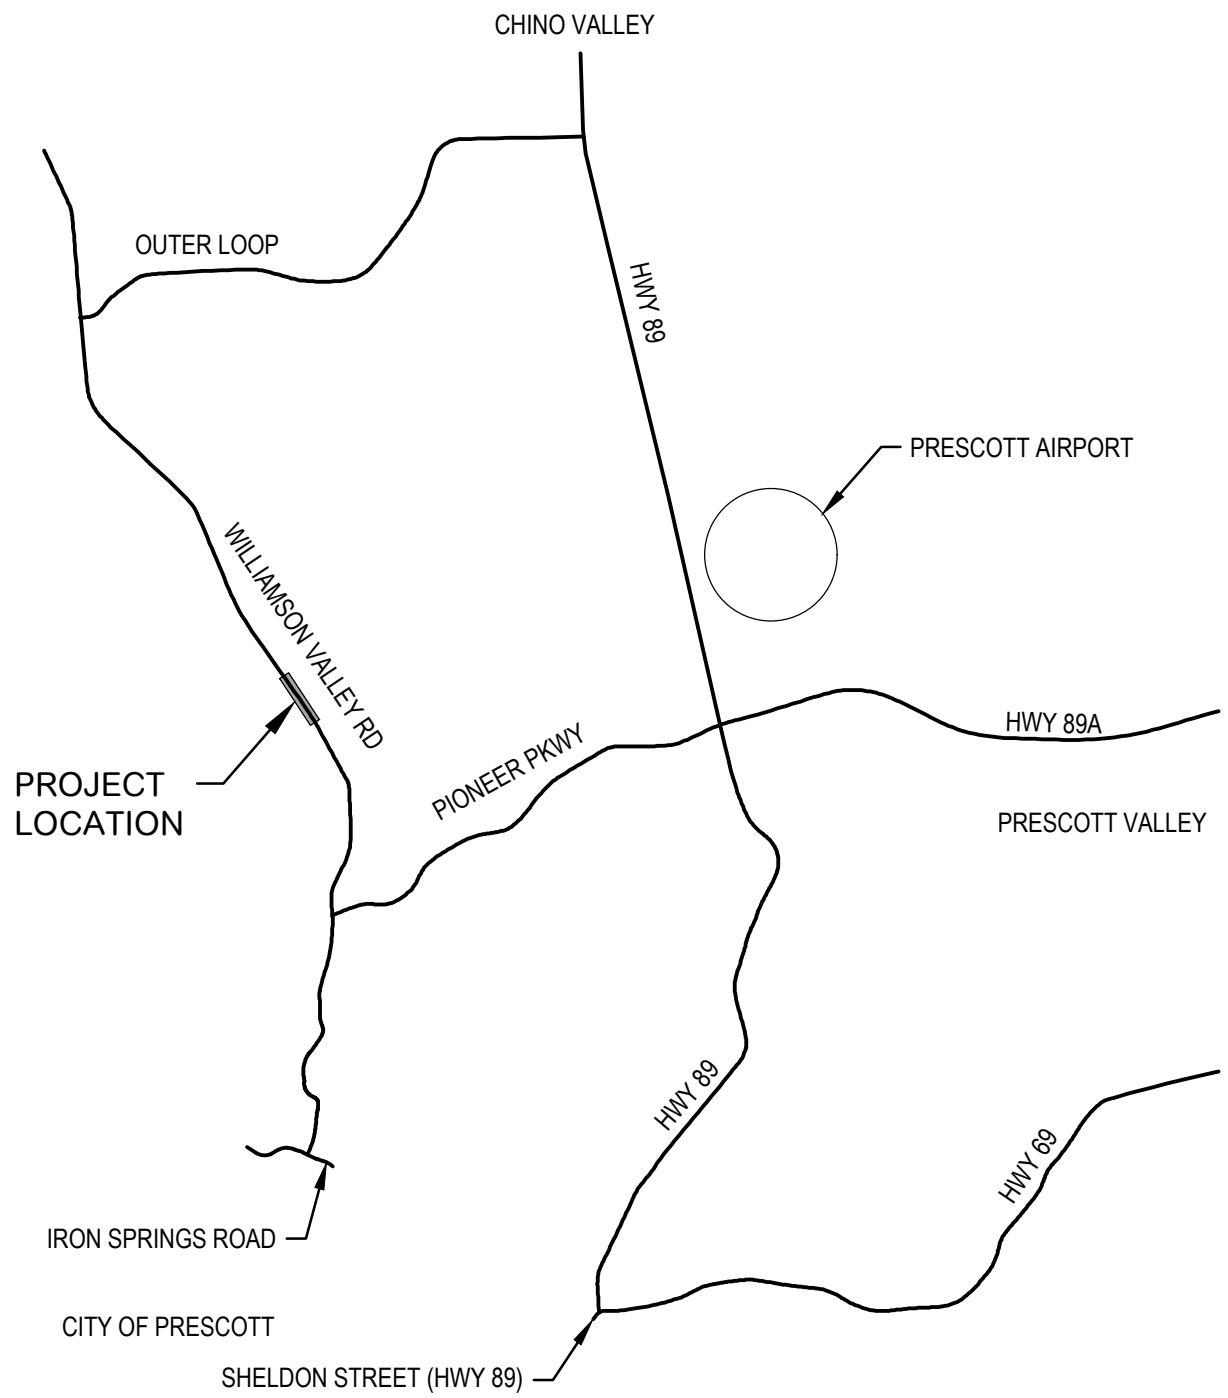 CHINO VALLEY
OUTER LOOP
HWY 89
PRESCOTT AIRPORT
WILLIAMSON VALLEY RD
HWY 89A
PIONEER PKWY
PROJECT
LOCATION
PRESCOTT VALLEY
HWY 89
HWY 69
IRON SPRINGS ROAD
CITY OF PRESCOTT
SHELDON STREET (HWY 89)